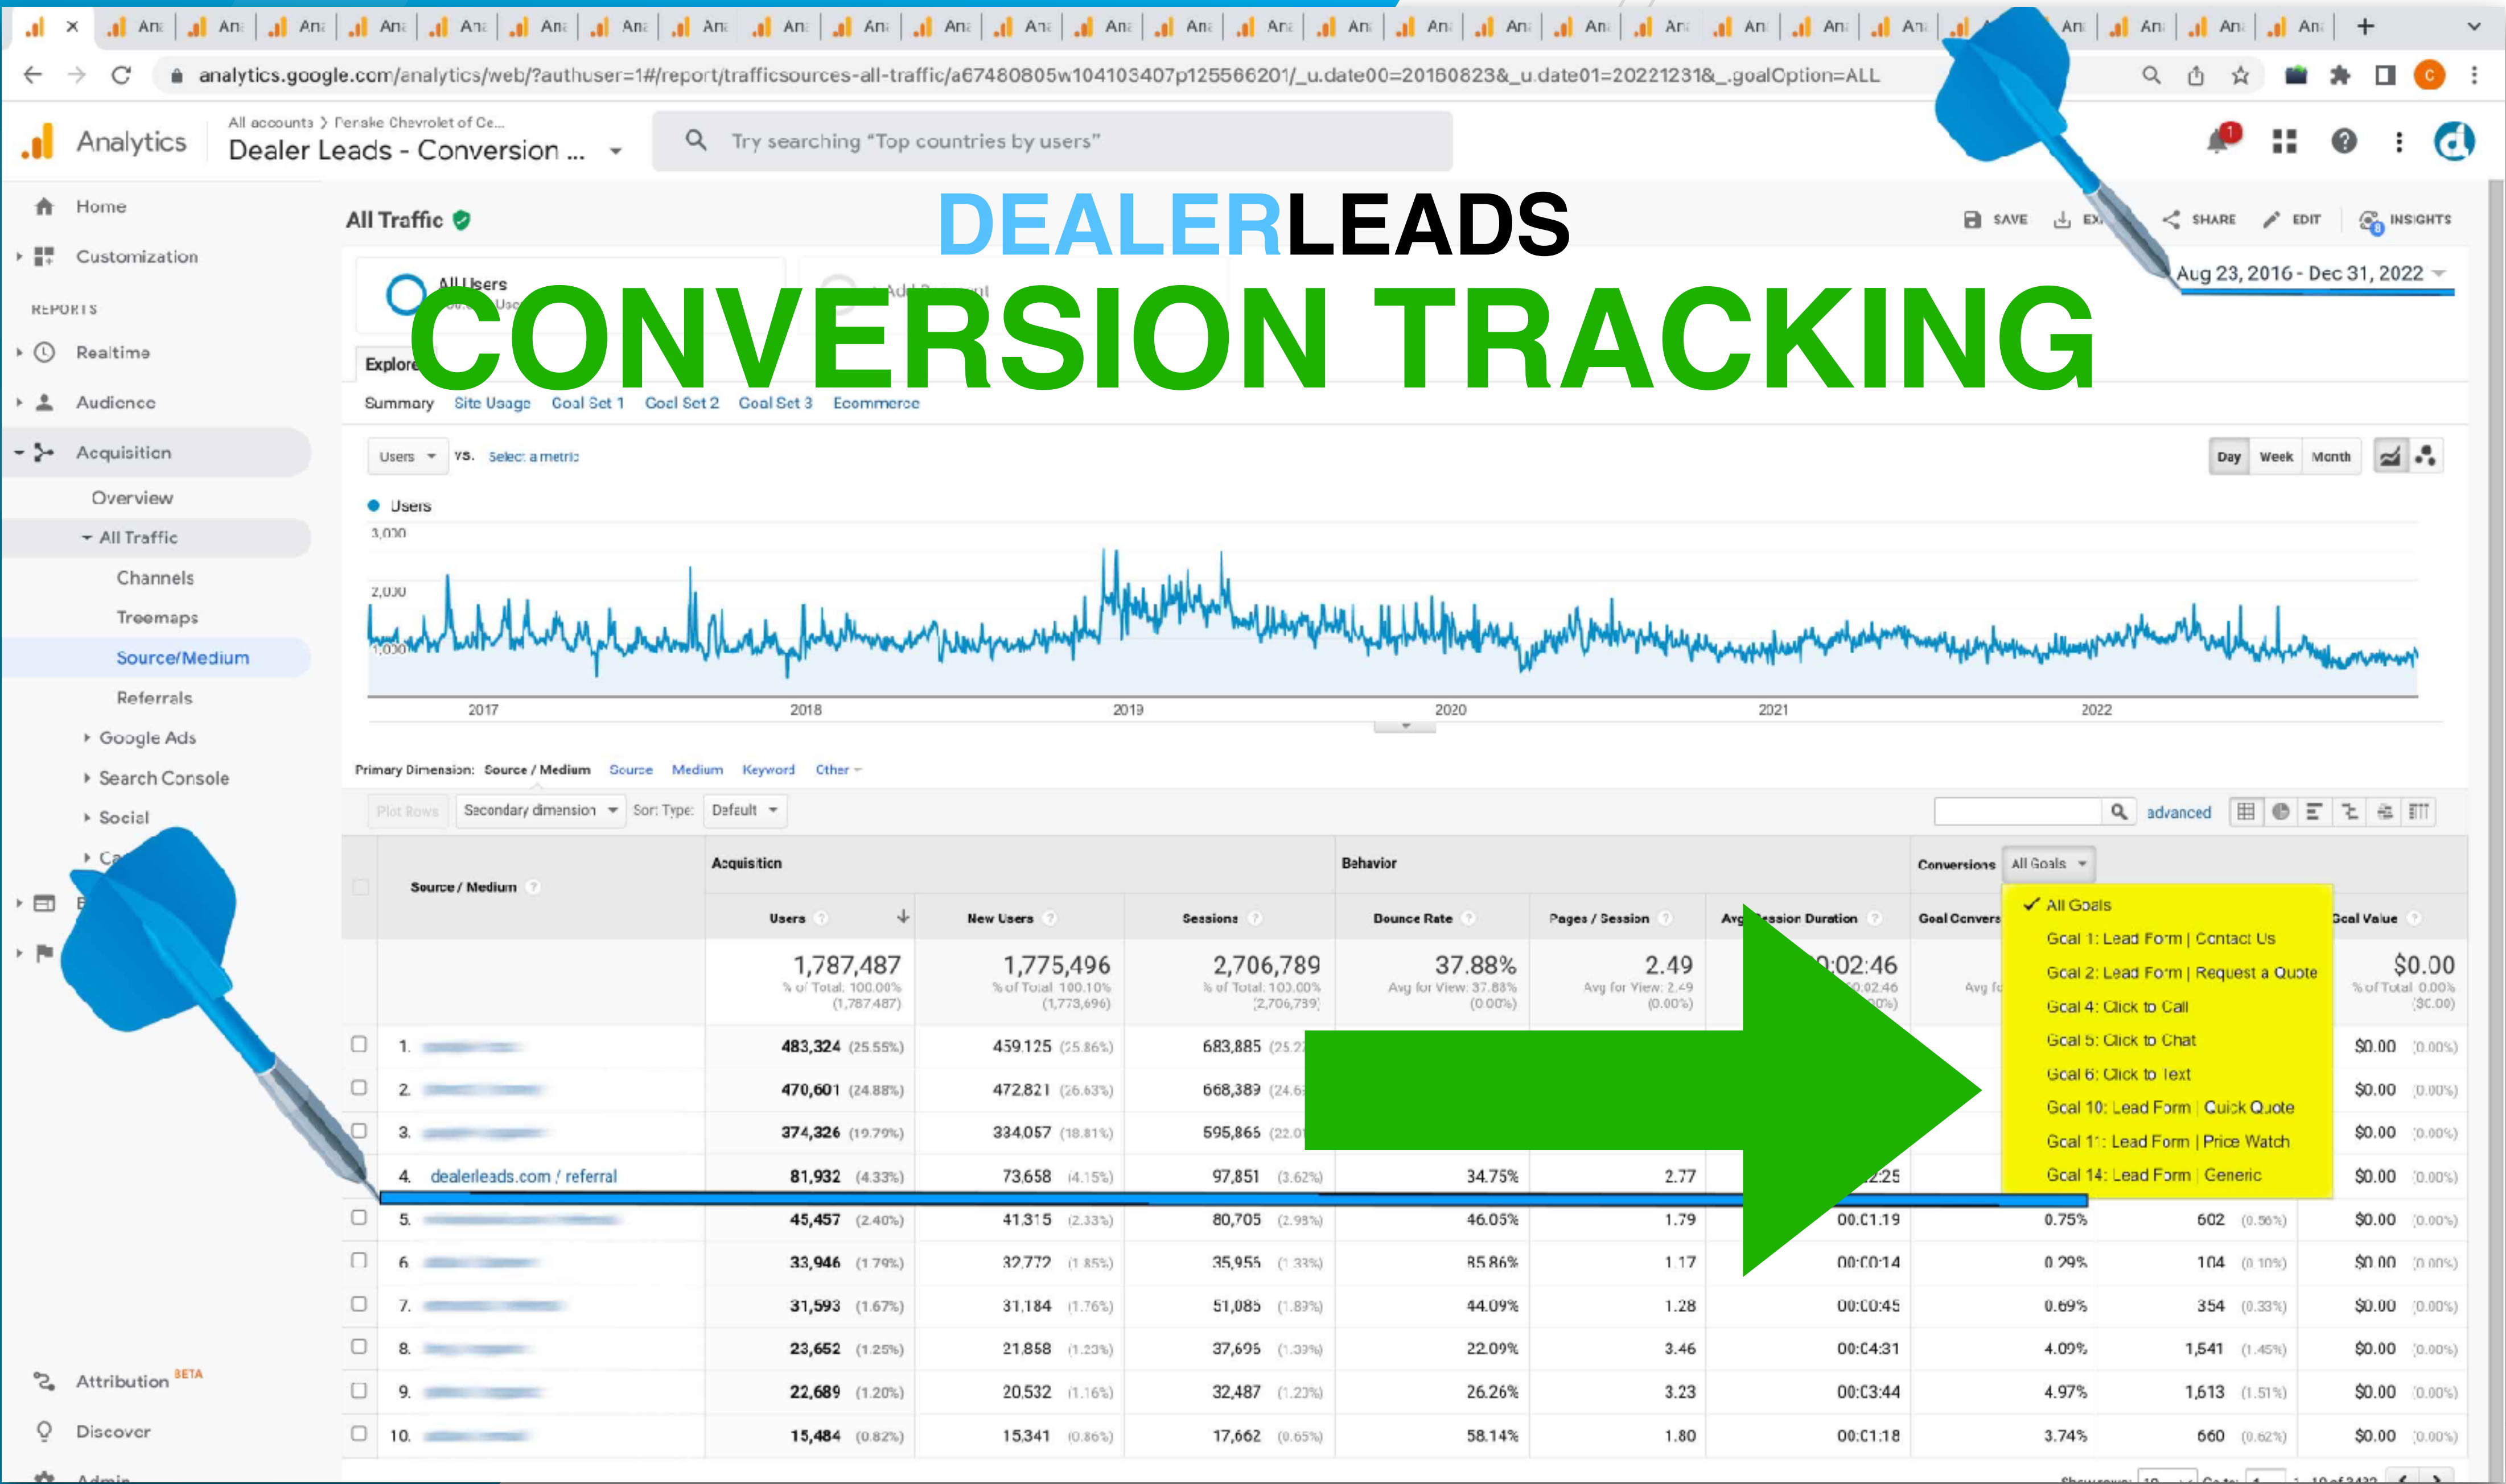 analytics.google.com/analytics/web/?authuser=1#/report/trafficsources-all-traffic/a67480805w104103407p125566201/_u.date00=20160823&_u.date01=20221231&_.goalOption=ALL
Analytics
All accounts > Penske Chevrolet of Ce...
Dealer Leads - Conversion ...
Try searching "Top countries by users"
1
DEALERLEADS
CONVERSION TRACKING
Home
Customization
REPORTS
Realtime
Audience
Acquisition
Overview
All Traffic
Channels
Treemaps
Source/Medium
Referrals
Google Ads
Search Console
Social
Attribution BETA
Discover
Admin
All Traffic
SAVE
SHARE
EDIT
INSIGHTS
8
Aug 23, 2016 - Dec 31, 2022
All Users
Explorer
Summary Site Usage Goal Set 1 Goal Set 2 Goal Set 3 Ecommerce
Users VS. Select a metric
Day Week Month
Users
3,000
2,000
1,000
2017 2018 2019 2020 2021 2022
Primary Dimension: Source / Medium Source Medium Keyword Other
Plot Rows Secondary dimension Sort Type: Default
advanced
Acquisition Behavior Conversions All Goals
Source / Medium Users New Users Sessions Bounce Rate Pages / Session Session Duration Goal Value
All Goals
Goal 1: Lead Form | Contact Us
Goal 2: Lead Form | Request a Quote
Goal 4: Click to Call
Goal 5: Click to Chat
Goal 6: Click to Text
Goal 10: Lead Form | Quick Quote
Goal 11: Lead Form | Price Watch
Goal 14: Lead Form | Generic
1,787,487 1,775,496 2,706,789 37.88% 2.49 $0.00
% of Total: 100.00% % of Total: 100.10% % of Total: 100.00% Avg for View: 37.88% Avg for View: 2.49 % of Total: 0.00%
(1,787,487) (1,773,696) (2,706,789) (0.00%) (0.00%) ($0.00)
1. 483,324 (25.55%) 459,125 (25.86%) 683,885 $0.00 (0.00%)
2. 470,601 (24.88%) 472,821 (26.63%) 668,389 $0.00 (0.00%)
3. 374,326 (19.79%) 334,057 (18.81%) 595,866 $0.00 (0.00%)
4. dealerleads.com / referral 81,932 (4.33%) 73,658 (4.15%) 97,851 (3.62%) 34.75% 2.77 $0.00 (0.00%)
5. 45,457 (2.40%) 41,315 (2.33%) 80,705 (2.98%) 46.05% 1.79 00:01:19 0.75% 602 (0.56%) $0.00 (0.00%)
6. 33,946 (1.79%) 32,772 (1.85%) 35,956 (1.33%) 85.86% 1.17 00:00:14 0.29% 104 (0.10%) $0.00 (0.00%)
7. 31,593 (1.67%) 31,184 (1.76%) 51,085 (1.89%) 44.09% 1.28 00:00:45 0.69% 354 (0.33%) $0.00 (0.00%)
8. 23,652 (1.25%) 21,858 (1.23%) 37,696 (1.39%) 22.09% 3.46 00:04:31 4.09% 1,541 (1.45%) $0.00 (0.00%)
9. 22,689 (1.20%) 20,532 (1.16%) 32,487 (1.20%) 26.26% 3.23 00:03:44 4.97% 1,613 (1.51%) $0.00 (0.00%)
10. 15,484 (0.82%) 15,341 (0.86%) 17,662 (0.65%) 58.14% 1.80 00:01:18 3.74% 660 (0.62%) $0.00 (0.00%)